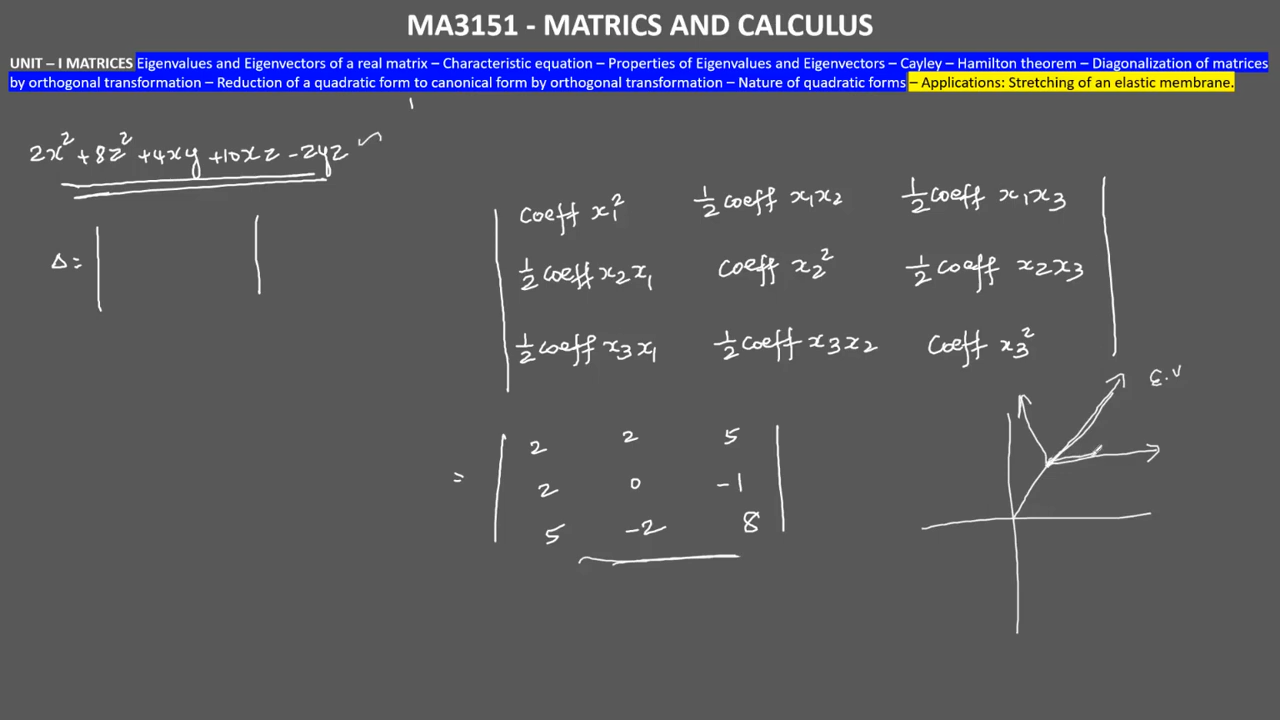 MA3151 - MATRICS AND CALCULUS
UNIT – I MATRICES Eigenvalues and Eigenvectors of a real matrix – Characteristic equation – Properties of Eigenvalues and Eigenvectors – Cayley – Hamilton theorem – Diagonalization of matrices
by orthogonal transformation – Reduction of a quadratic form to canonical form by orthogonal transformation – Nature of quadratic forms – Applications: Stretching of an elastic membrane.
2x² + 8z² + 4xy + 10xz - 2yz
Δ =
coeff x₁² ½ coeff x₁x₂ ½ coeff x₁x₃
½ coeff x₂x₁ coeff x₂² ½ coeff x₂x₃
½ coeff x₃x₁ ½ coeff x₃x₂ coeff x₃²
E.V
= 2 2 5
2 0 -1
5 -2 8